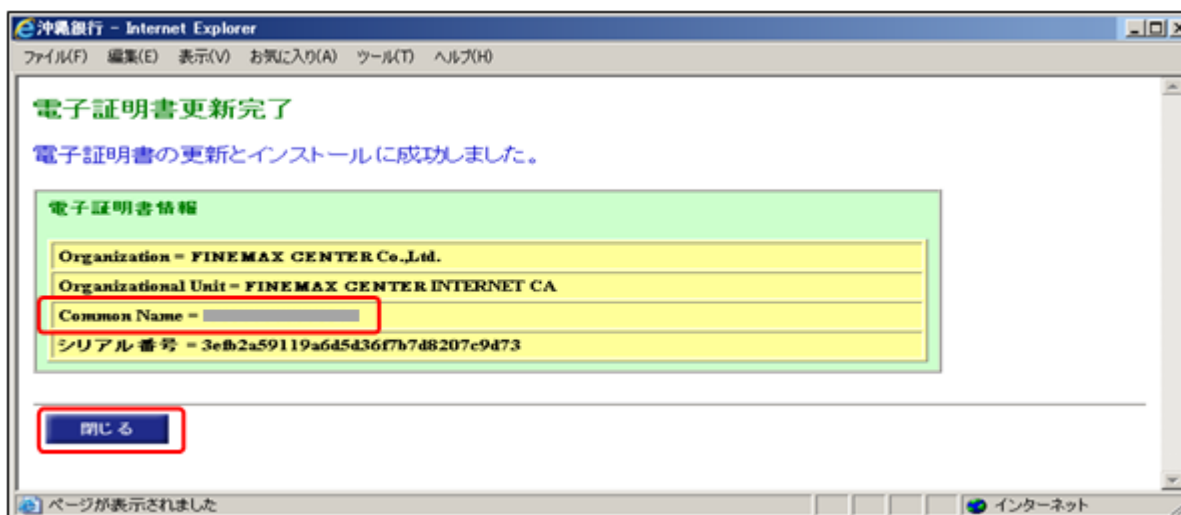 沖縄銀行 - Internet Explorer
ファイル(F) 編集(E) 表示(V) お気に入り(A) ツール(T) ヘルプ(H)
電子証明書更新完了
電子証明書の更新とインストールに成功しました。
電子証明書情報
Organization = FINEMAX CENTER Co.,Ltd.
Organizational Unit = FINEMAX CENTER INTERNET CA
Common Name =
シリアル番号 = 3efb2a59119a6d5d36f7b7d8207c9d73
閉じる
ページが表示されました インターネット